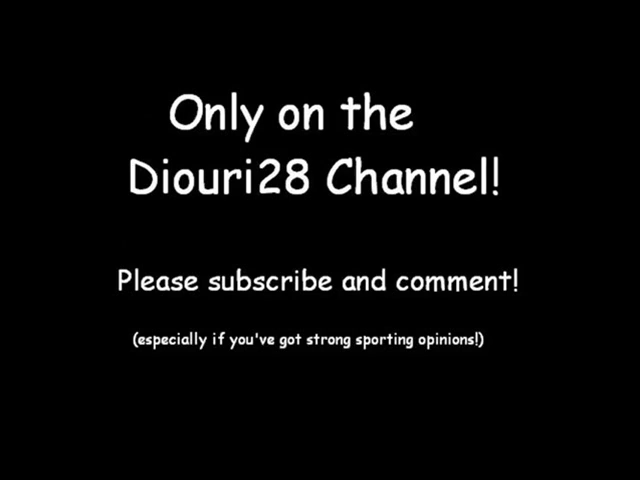 Only on the
Diouri28 Channel!
Please subscribe and comment!
(especially if you've got strong sporting opinions!)